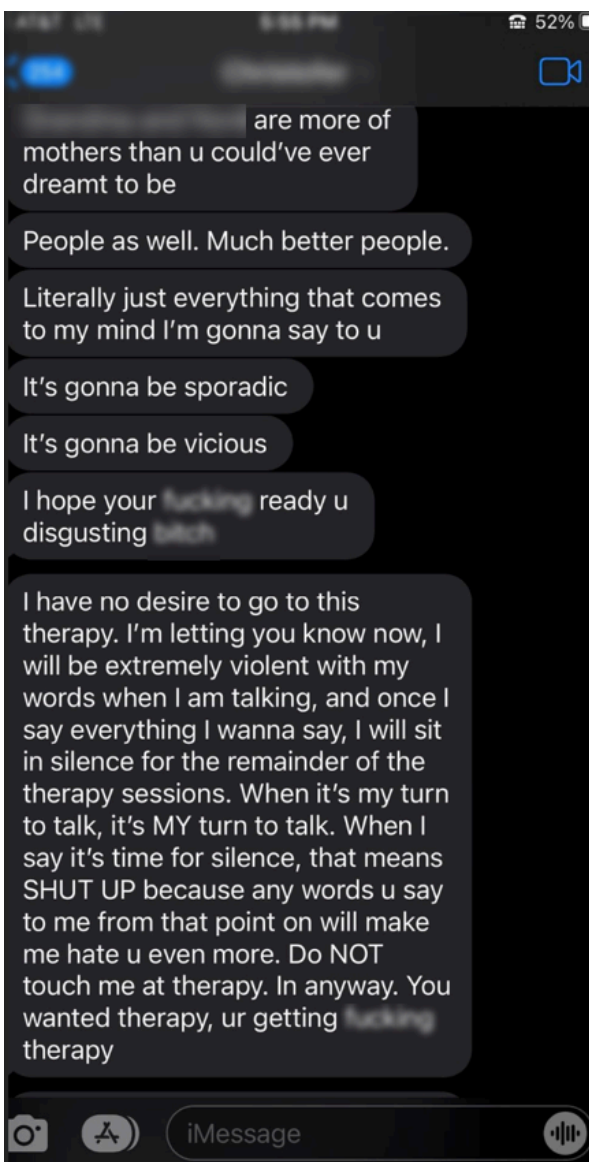 52%
are more of
mothers than u could’ve ever
dreamt to be
People as well. Much better people.
Literally just everything that comes
to my mind I’m gonna say to u
It’s gonna be sporadic
It’s gonna be vicious
I hope your fucking ready u
disgusting bitch
I have no desire to go to this
therapy. I’m letting you know now, I
will be extremely violent with my
words when I am talking, and once I
say everything I wanna say, I will sit
in silence for the remainder of the
therapy sessions. When it’s my turn
to talk, it’s MY turn to talk. When I
say it’s time for silence, that means
SHUT UP because any words u say
to me from that point on will make
me hate u even more. Do NOT
touch me at therapy. In anyway. You
wanted therapy, ur getting fucking
therapy
iMessage